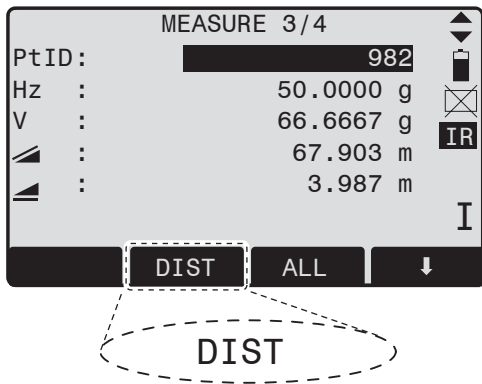 MEASURE 3/4
PtID: 982
Hz : 50.0000 g
V : 66.6667 g
: 67.903 m
: 3.987 m
IR
I
DIST ALL
DIST